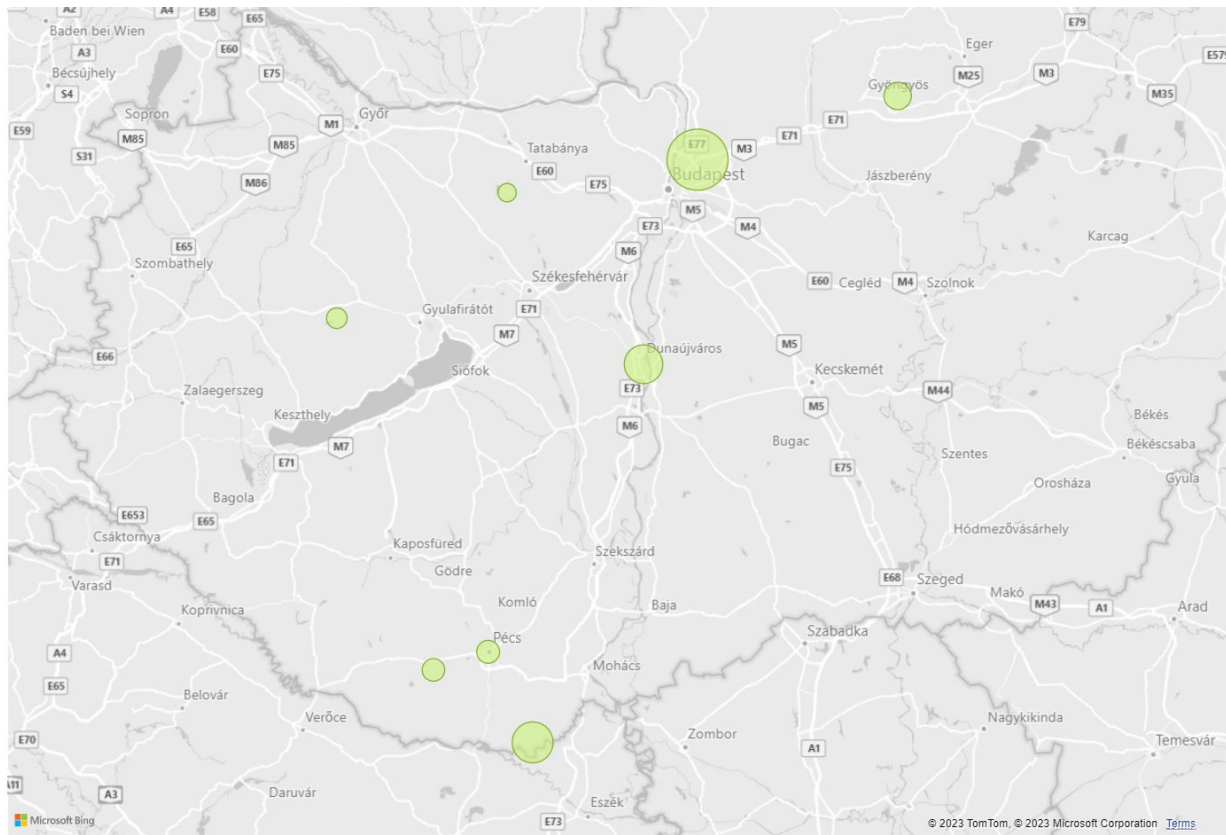 A2
A4
E58
E65
E79
Baden bei Wien
Eger
A3
E60
E579
Bécsújhely
E75
M25
M3
S4
Gyöngyös
M35
Sopron
Győr
E59
M85
M1
E71
E71
S31
M85
Tatabánya
E77
M3
E60
Budapest
Jászberény
M86
E75
M5
E73
M4
E65
M6
Karcag
Szombathely
Székesfehérvár
E60
Cegléd
M4
Szolnok
Gyulafirátót
E71
M7
M5
Dunaújváros
E66
Siófok
Kecskemét
Zalaegerszeg
E73
M44
Keszthely
M5
Békés
M6
Bugac
M7
Békéscsaba
Szentes
E71
E75
Gyula
Orosháza
Bagola
E653
E65
Hódmezővásárhely
Csáktornya
Kaposfüred
Szekszárd
E71
Gödre
E68
Szeged
Varasd
Makó
Komló
Baja
M43
A1
Arad
Koprivnica
Szabadka
Pécs
A4
Mohács
E65
Belovár
Verőce
Nagykikinda
Zombor
E70
A1
Temesvár
A11
A3
Daruvár
Eszék
Microsoft Bing
E73
© 2023 TomTom, © 2023 Microsoft Corporation Terms